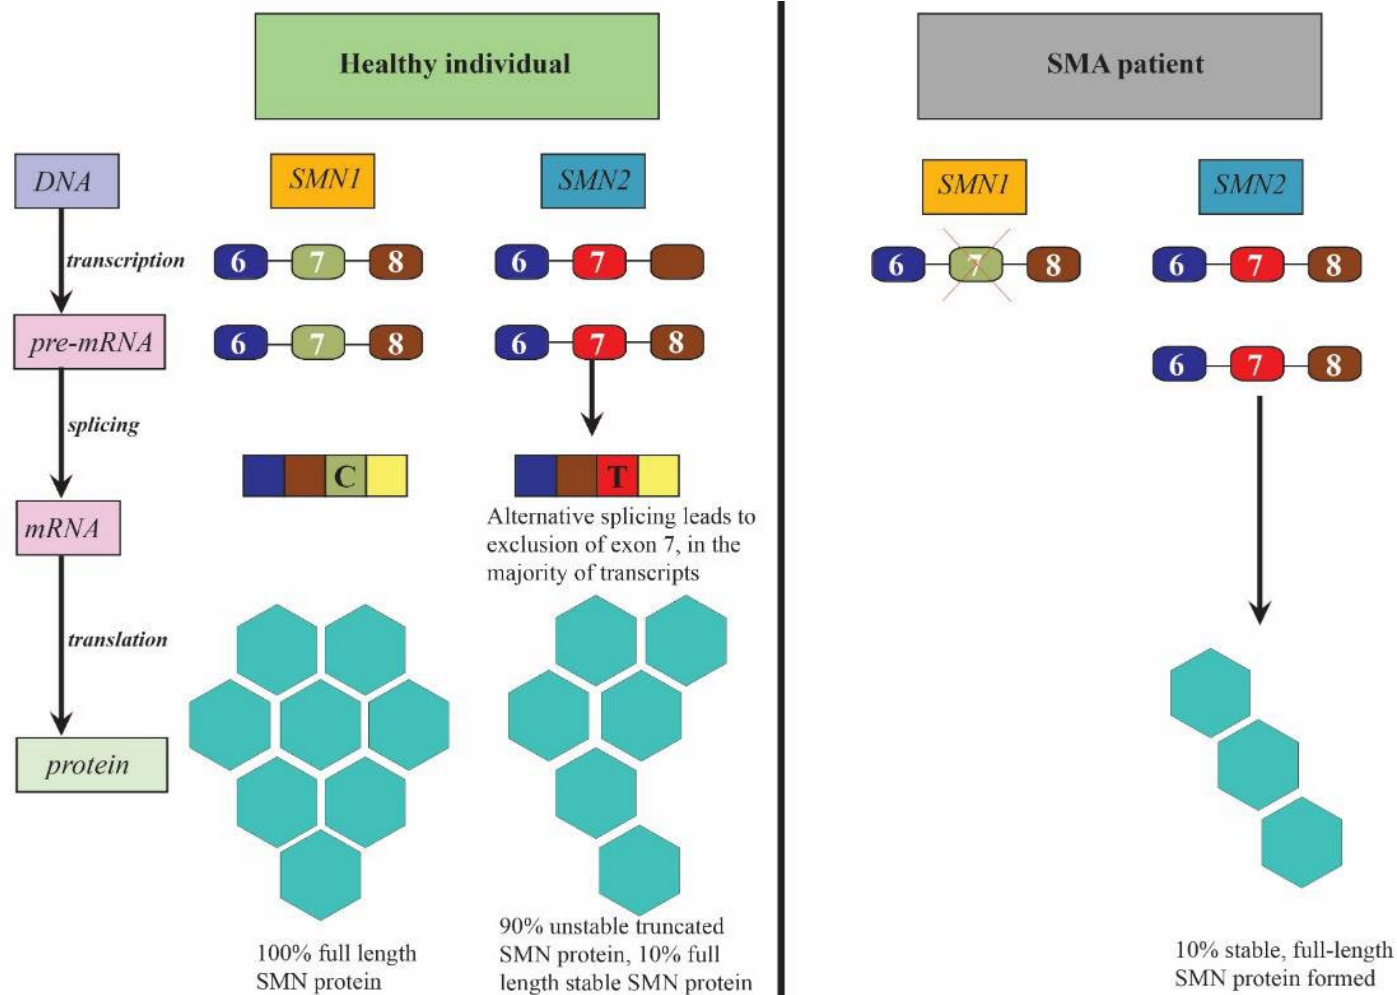 Healthy individual
SMA patient
DNA
SMN1
SMN2
SMN1
SMN2
transcription
6 7 8
6 7
6 7 8
6 7 8
pre-mRNA
6 7 8
6 7 8
6 7 8
splicing
C
T
mRNA
Alternative splicing leads to
exclusion of exon 7, in the
majority of transcripts
translation
protein
100% full length
SMN protein
90% unstable truncated
SMN protein, 10% full
length stable SMN protein
10% stable, full-length
SMN protein formed